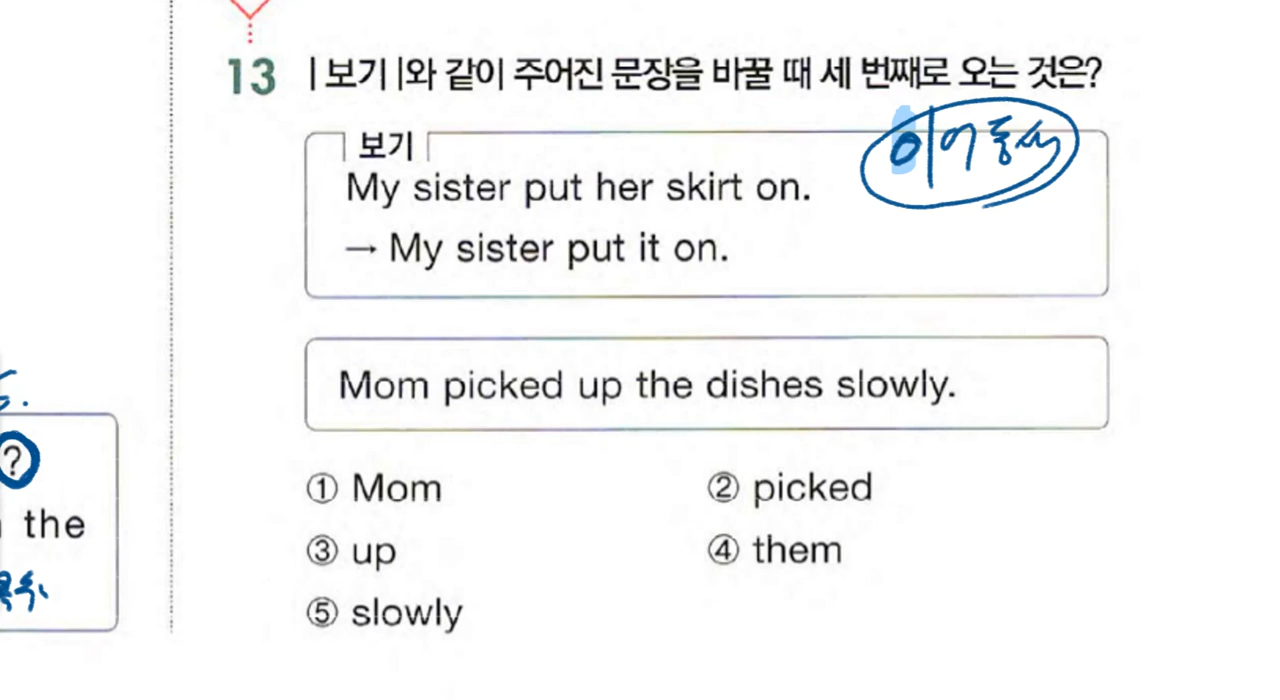 13 | 보기 |와 같이 주어진 문장을 바꿀 때 세 번째로 오는 것은?
보기
이어동사
My sister put her skirt on.
→ My sister put it on.
Mom picked up the dishes slowly.
① Mom
② picked
③ up
④ them
⑤ slowly
?
the